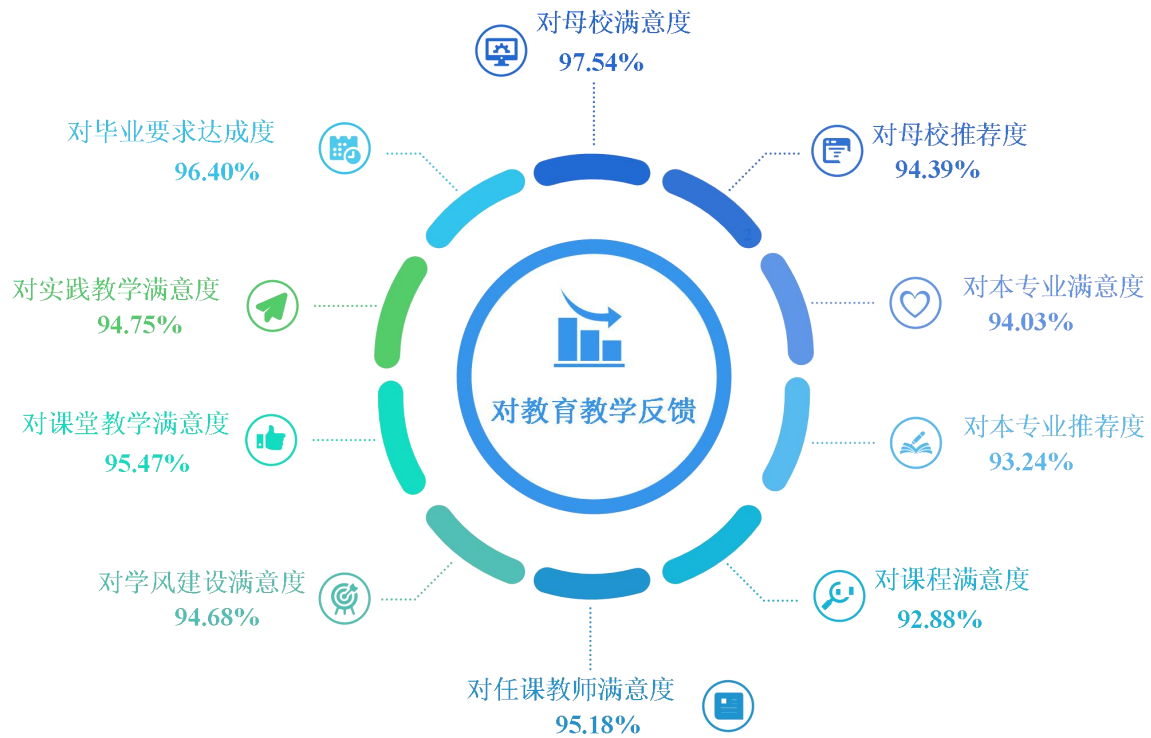 对母校满意度
97.54%
对母校推荐度
94.39%
对本专业满意度
94.03%
对本专业推荐度
93.24%
对课程满意度
92.88%
对任课教师满意度
95.18%
对学风建设满意度
94.68%
对课堂教学满意度
95.47%
对实践教学满意度
94.75%
对毕业要求达成度
96.40%
对教育教学反馈